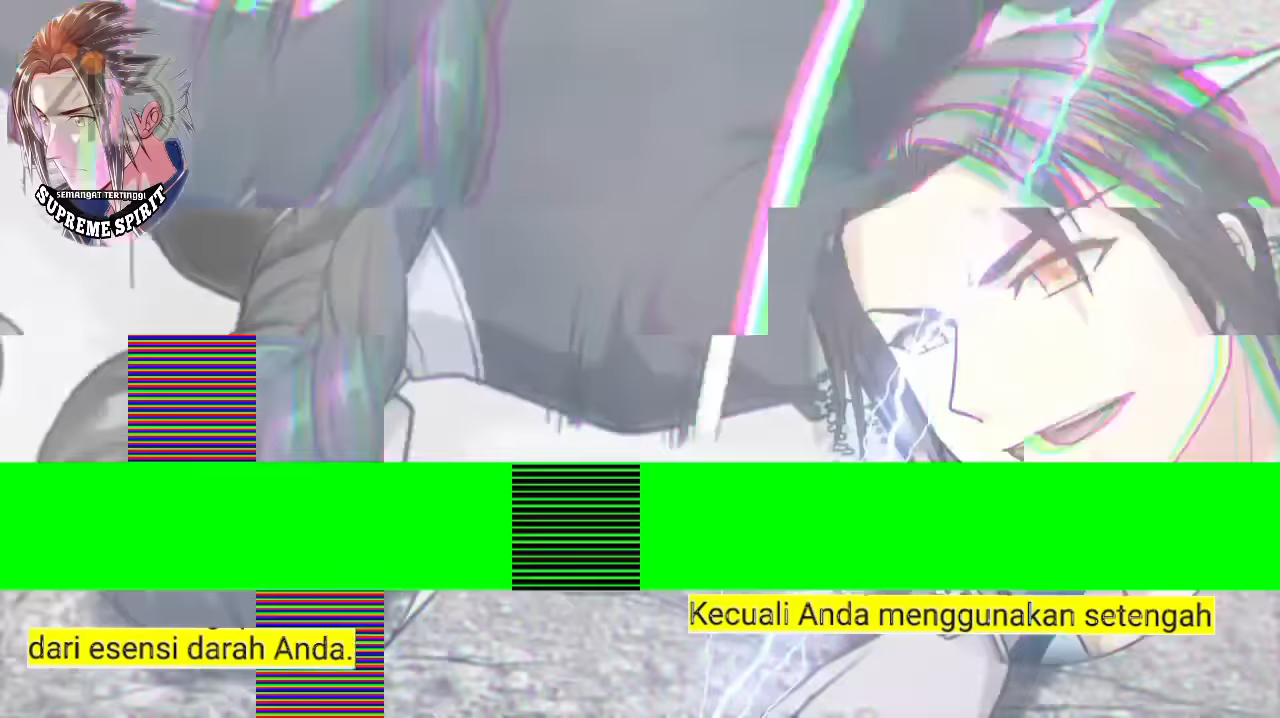 SEMANGAT TERTINGGI
SUPREME SPIRIT
Kecuali Anda menggunakan setengah
dari esensi darah Anda.